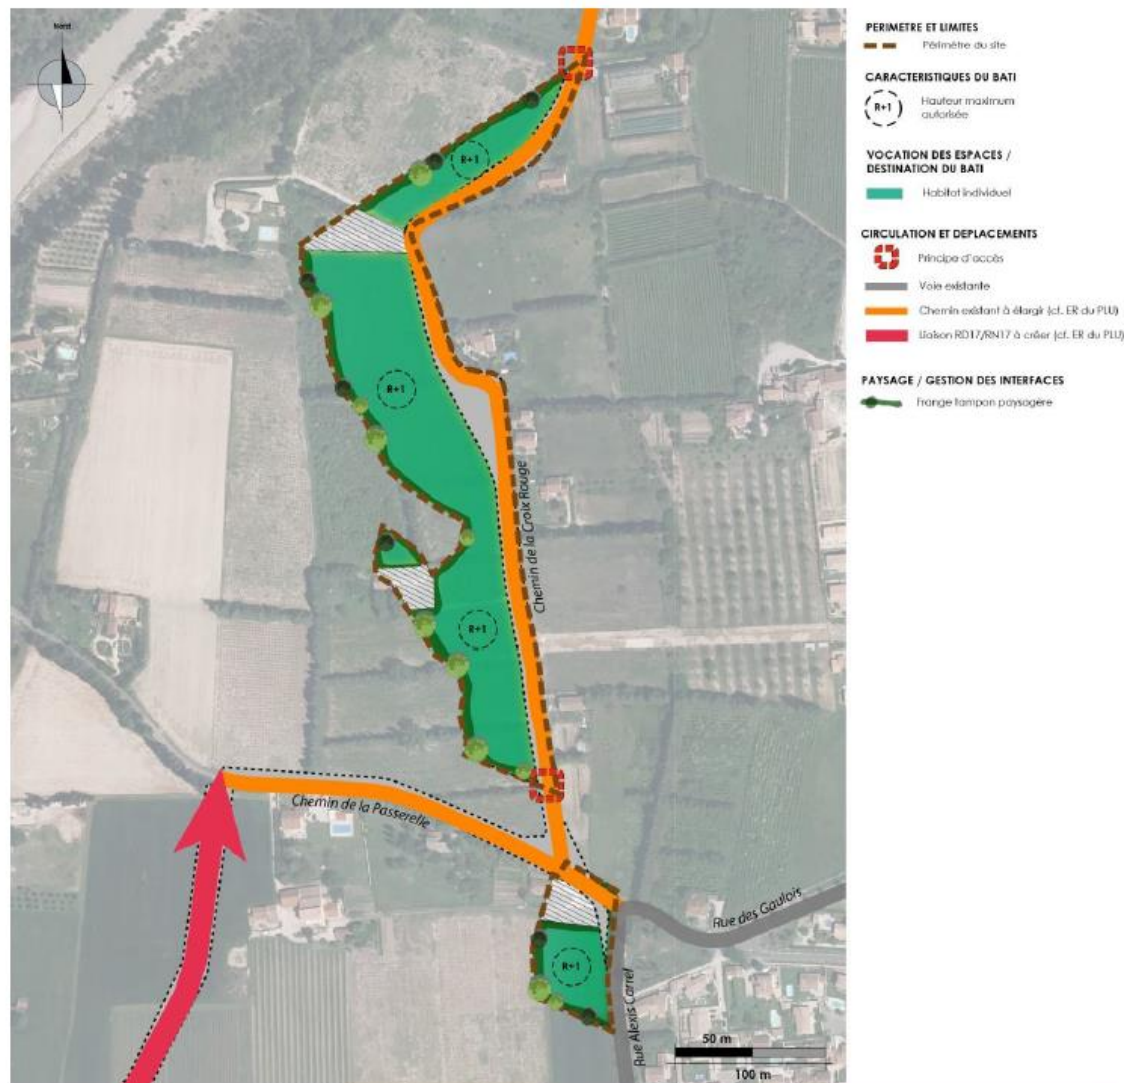 Nord
R+1
R+1
R+1
R+1
Chemin de la Croix Rouge
Chemin de la Passerelle
Rue des Gaulois
Rue Alexis Carrel
50 m
100 m
PERIMETRE ET LIMITES
Périmètre du site
CARACTERISTIQUES DU BATI
R+1
Hauteur maximum
autorisée
VOCATION DES ESPACES /
DESTINATION DU BATI
Habitat individuel
CIRCULATION ET DEPLACEMENTS
Principe d'accès
Voie existante
Chemin existant à élargir (cf. ER du PLU)
Liaison RD17/RN17 à créer (cf. ER du PLU)
PAYSAGE / GESTION DES INTERFACES
Frange tampon paysagère